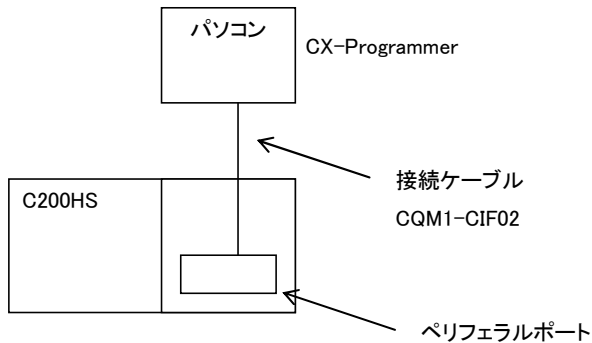 パソコン
CX-Programmer
接続ケーブル
CQM1-CIF02
C200HS
ペリフェラルポート